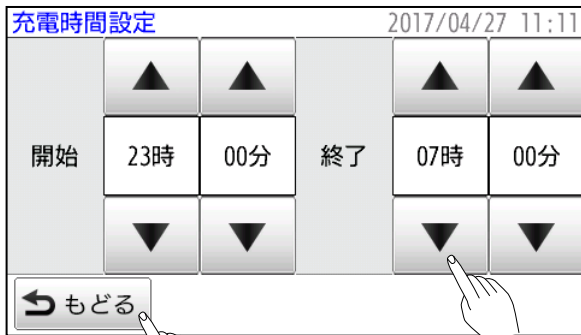 充電時間設定 2017/04/27 11:11
開始 23時 00分 終了 07時 00分
もどる